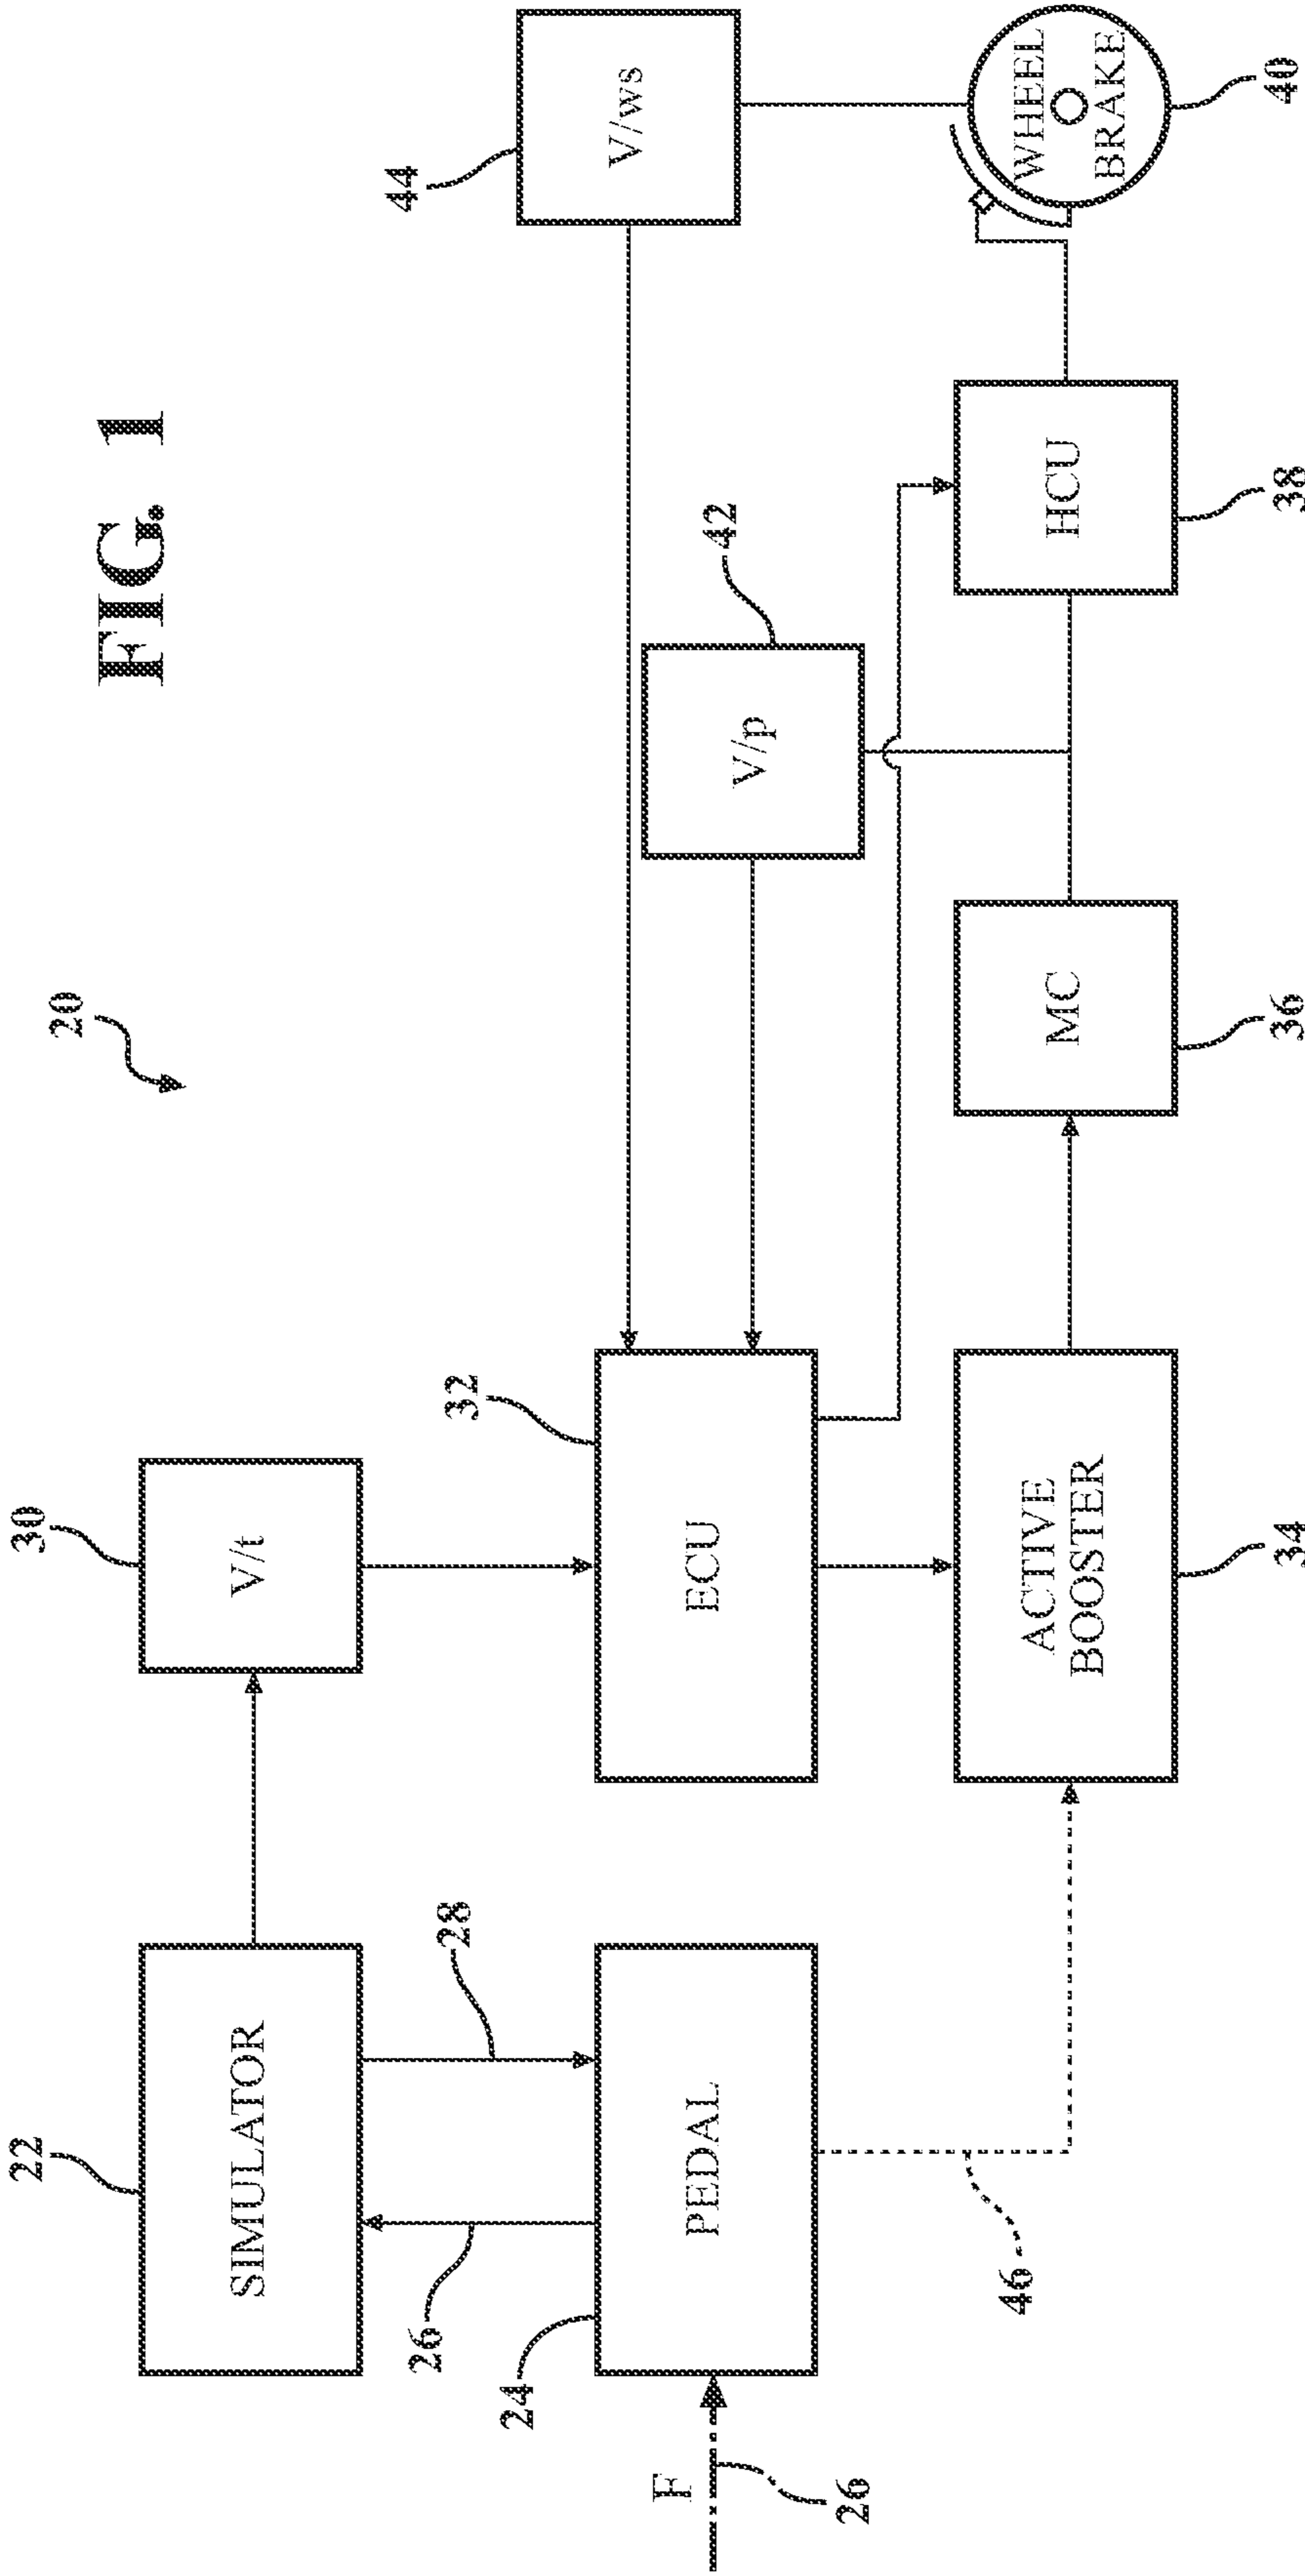 FIG. 1
20
22
SIMULATOR
30
V/t
26
28
24
PEDAL
F
26
46
32
ECU
ACTIVE
BOOSTER
34
MC
36
V/p
42
HCU
38
44
V/ws
WHEEL
BRAKE
40